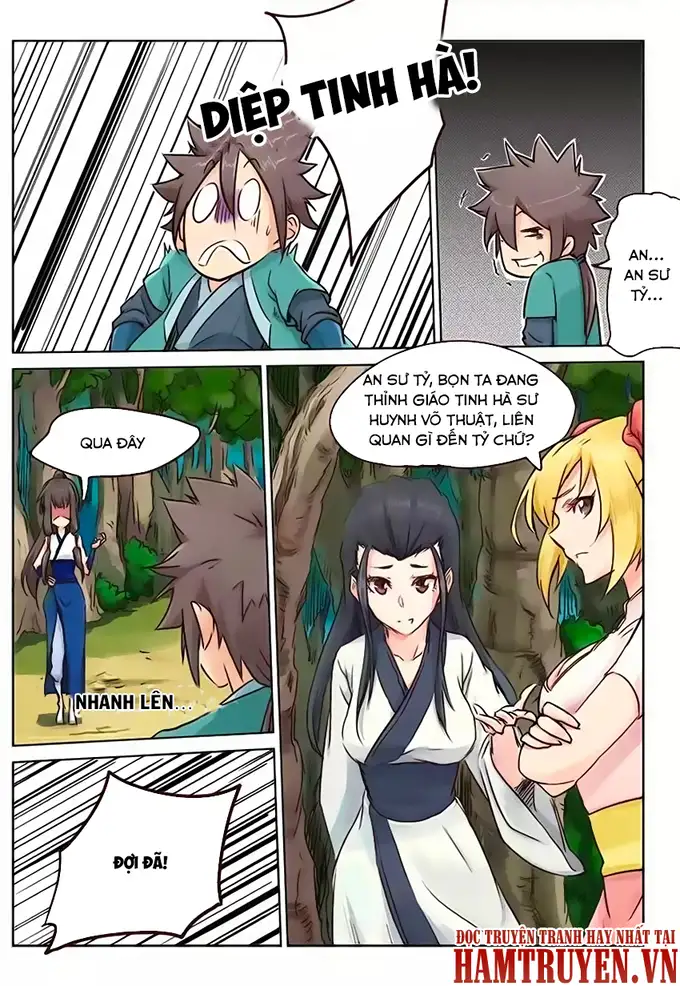 DIỆP TINH HÀ!
AN...
AN SƯ
TỶ...
QUA ĐÂY
NHANH LÊN...
AN SƯ TỶ, BỌN TA ĐANG
THỈNH GIÁO TINH HÃ SƯ
HUYNH VÕ THUẬT, LIÊN
QUAN GÌ ĐẾN TỶ CHỨ?
ĐỢI ĐÃ!
ĐỌC TRUYỆN TRANH HAY NHẤT TẠI
HAMTRUYEN.VN